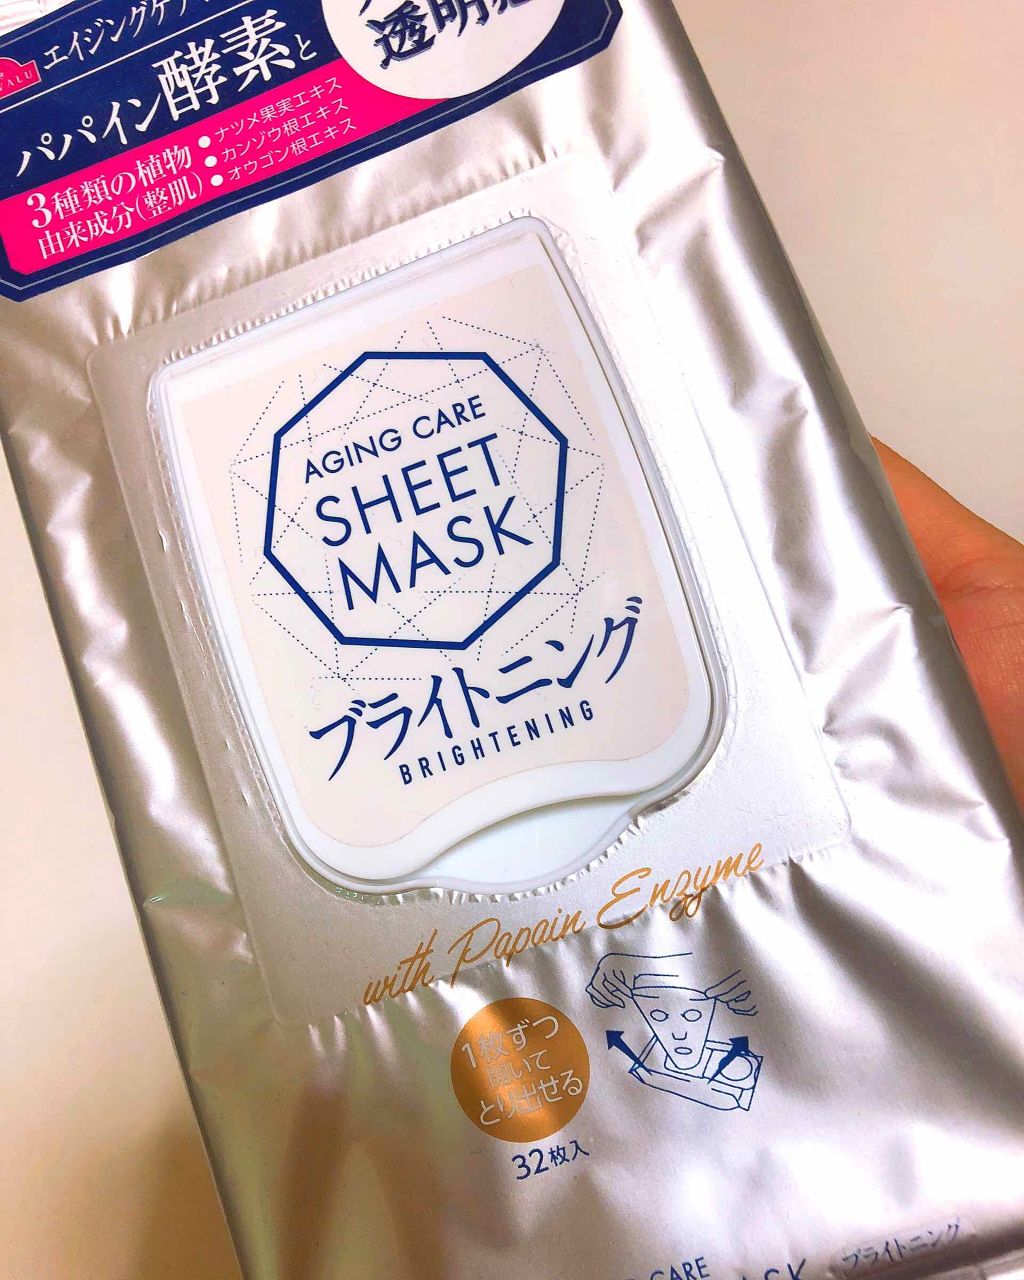 エイジングケア
パパイン酵素と
透明
3種類の植物
由来成分(整肌)
●ナツメ果実エキス
●カンゾウ根エキス
●オウゴン根エキス
AGING CARE
SHEET
MASK
ブライトニング
BRIGHTENING
with Papain Enzyme
1枚ずつ
開いて
とり出せる
32枚入
CARE
ブライトニング